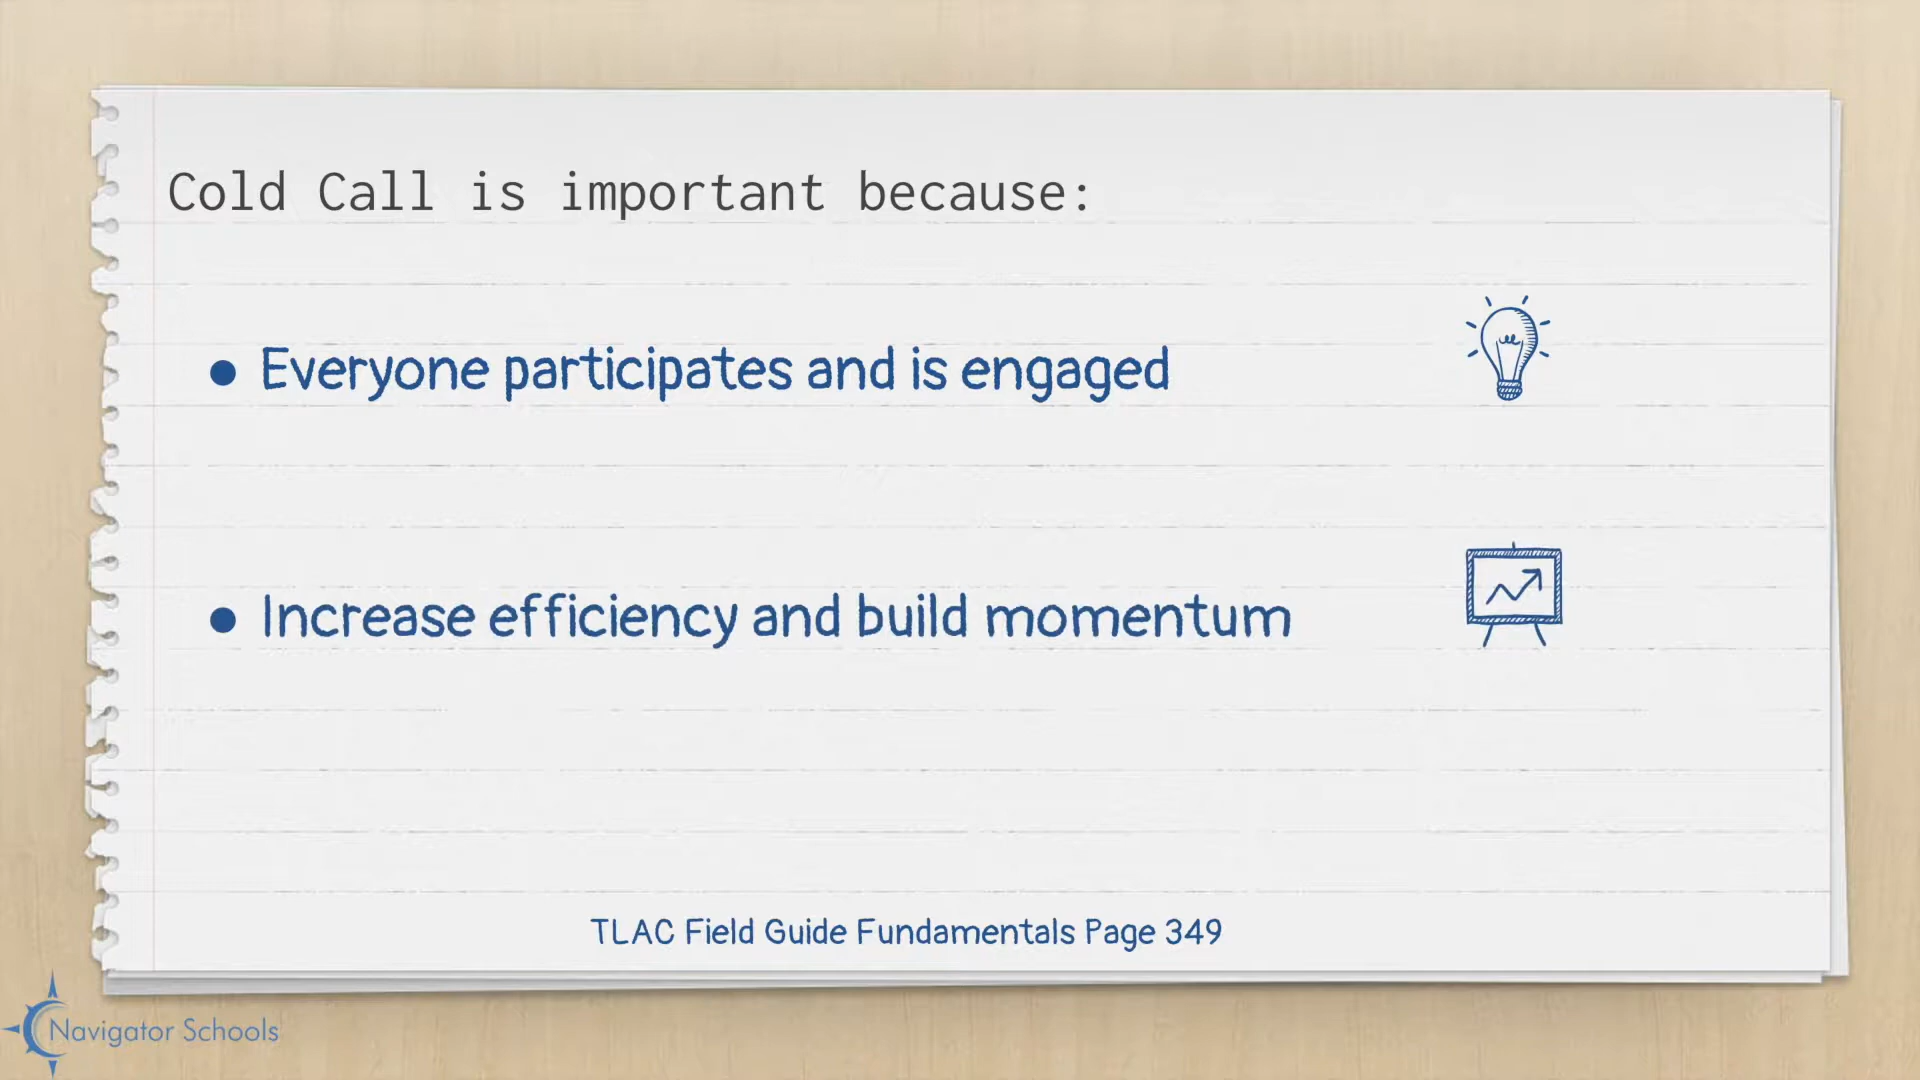 Cold Call is important because:
● Everyone participates and is engaged
● Increase efficiency and build momentum
TLAC Field Guide Fundamentals Page 349
Navigator Schools